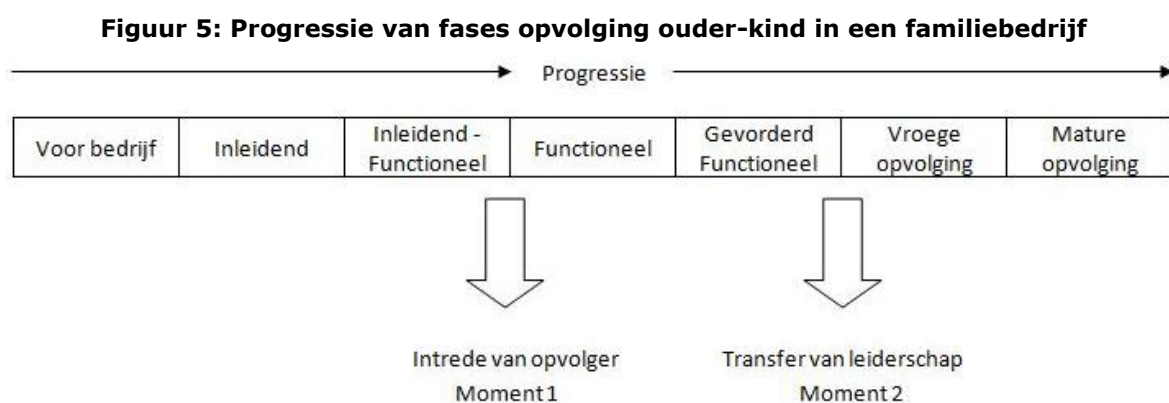 Figuur 5: Progressie van fases opvolging ouder-kind in een familiebedrijf
Progressie
Voor bedrijf
Inleidend
Inleidend -
Functioneel
Functioneel
Gevorderd
Functioneel
Vroege
opvolging
Mature
opvolging
Intrede van opvolger
Moment 1
Transfer van leiderschap
Moment 2